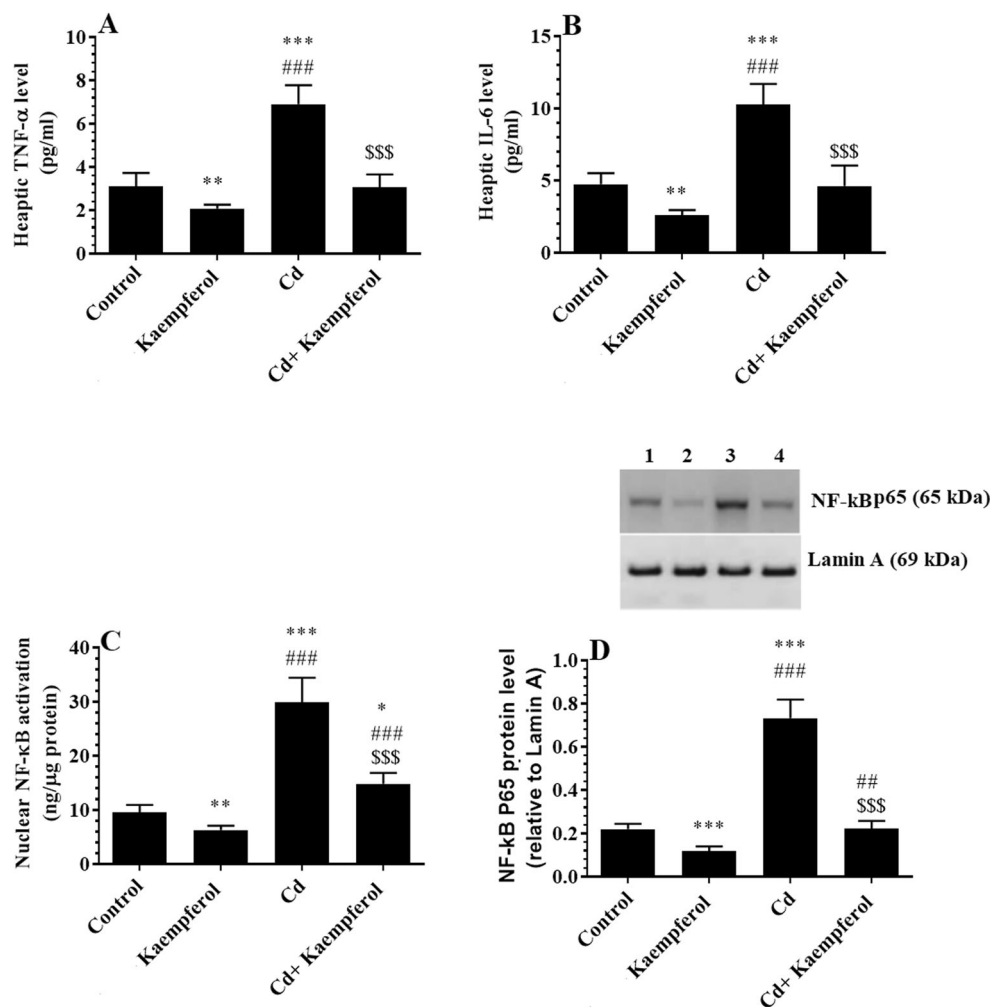 A
Heaptic TNF-α level
(pg/ml)
10
8
6
4
2
0
***
###
**
$$$
Control
Kaempferol
Cd
Cd+ Kaempferol
B
Heaptic IL-6 level
(pg/ml)
15
10
5
0
***
###
**
$$$
Control
Kaempferol
Cd
Cd+ Kaempferol
1 2 3 4
NF-kBp65 (65 kDa)
Lamin A (69 kDa)
C
Nuclear NF-κB activation
(ng/μg protein)
40
30
20
10
0
***
###
**
*
###
$$$
Control
Kaempferol
Cd
Cd+ Kaempferol
D
NF-kB P65 protein level
(relative to Lamin A)
1.0
0.8
0.6
0.4
0.2
0.0
***
###
***
##
$$$
Control
Kaempferol
Cd
Cd+ Kaempferol